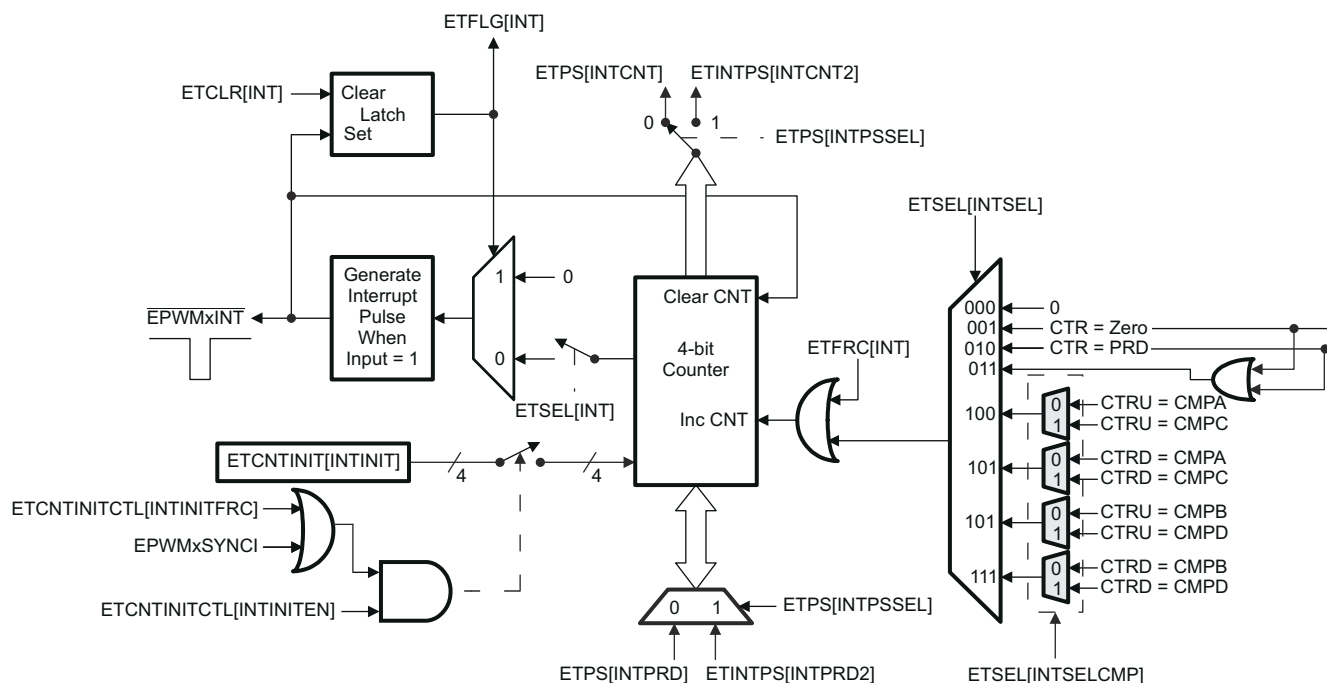 ETFLG[INT]
ETPS[INTCNT]
ETINTPS[INTCNT2]
ETCLR[INT]
Clear
Latch
Set
0
1
ETPS[INTPSSEL]
ETSEL[INTSEL]
Generate
Interrupt
Pulse
When
Input = 1
1
0
0
EPWMxINT
ETSEL[INT]
Clear CNT
4-bit
Counter
Inc CNT
ETFRC[INT]
000
0
001
CTR = Zero
010
CTR = PRD
011
100
0
CTRU = CMPA
1
CTRU = CMPC
101
0
CTRD = CMPA
1
CTRD = CMPC
101
0
CTRU = CMPB
1
CTRU = CMPD
111
0
CTRD = CMPB
1
CTRD = CMPD
ETCNTINIT[INTINIT]
4
4
ETCNTINITCTL[INTINITFRC]
EPWMxSYNCI
ETCNTINITCTL[INTINITEN]
0
1
ETPS[INTPSSEL]
ETPS[INTPRD]
ETINTPS[INTPRD2]
ETSEL[INTSELCMP]